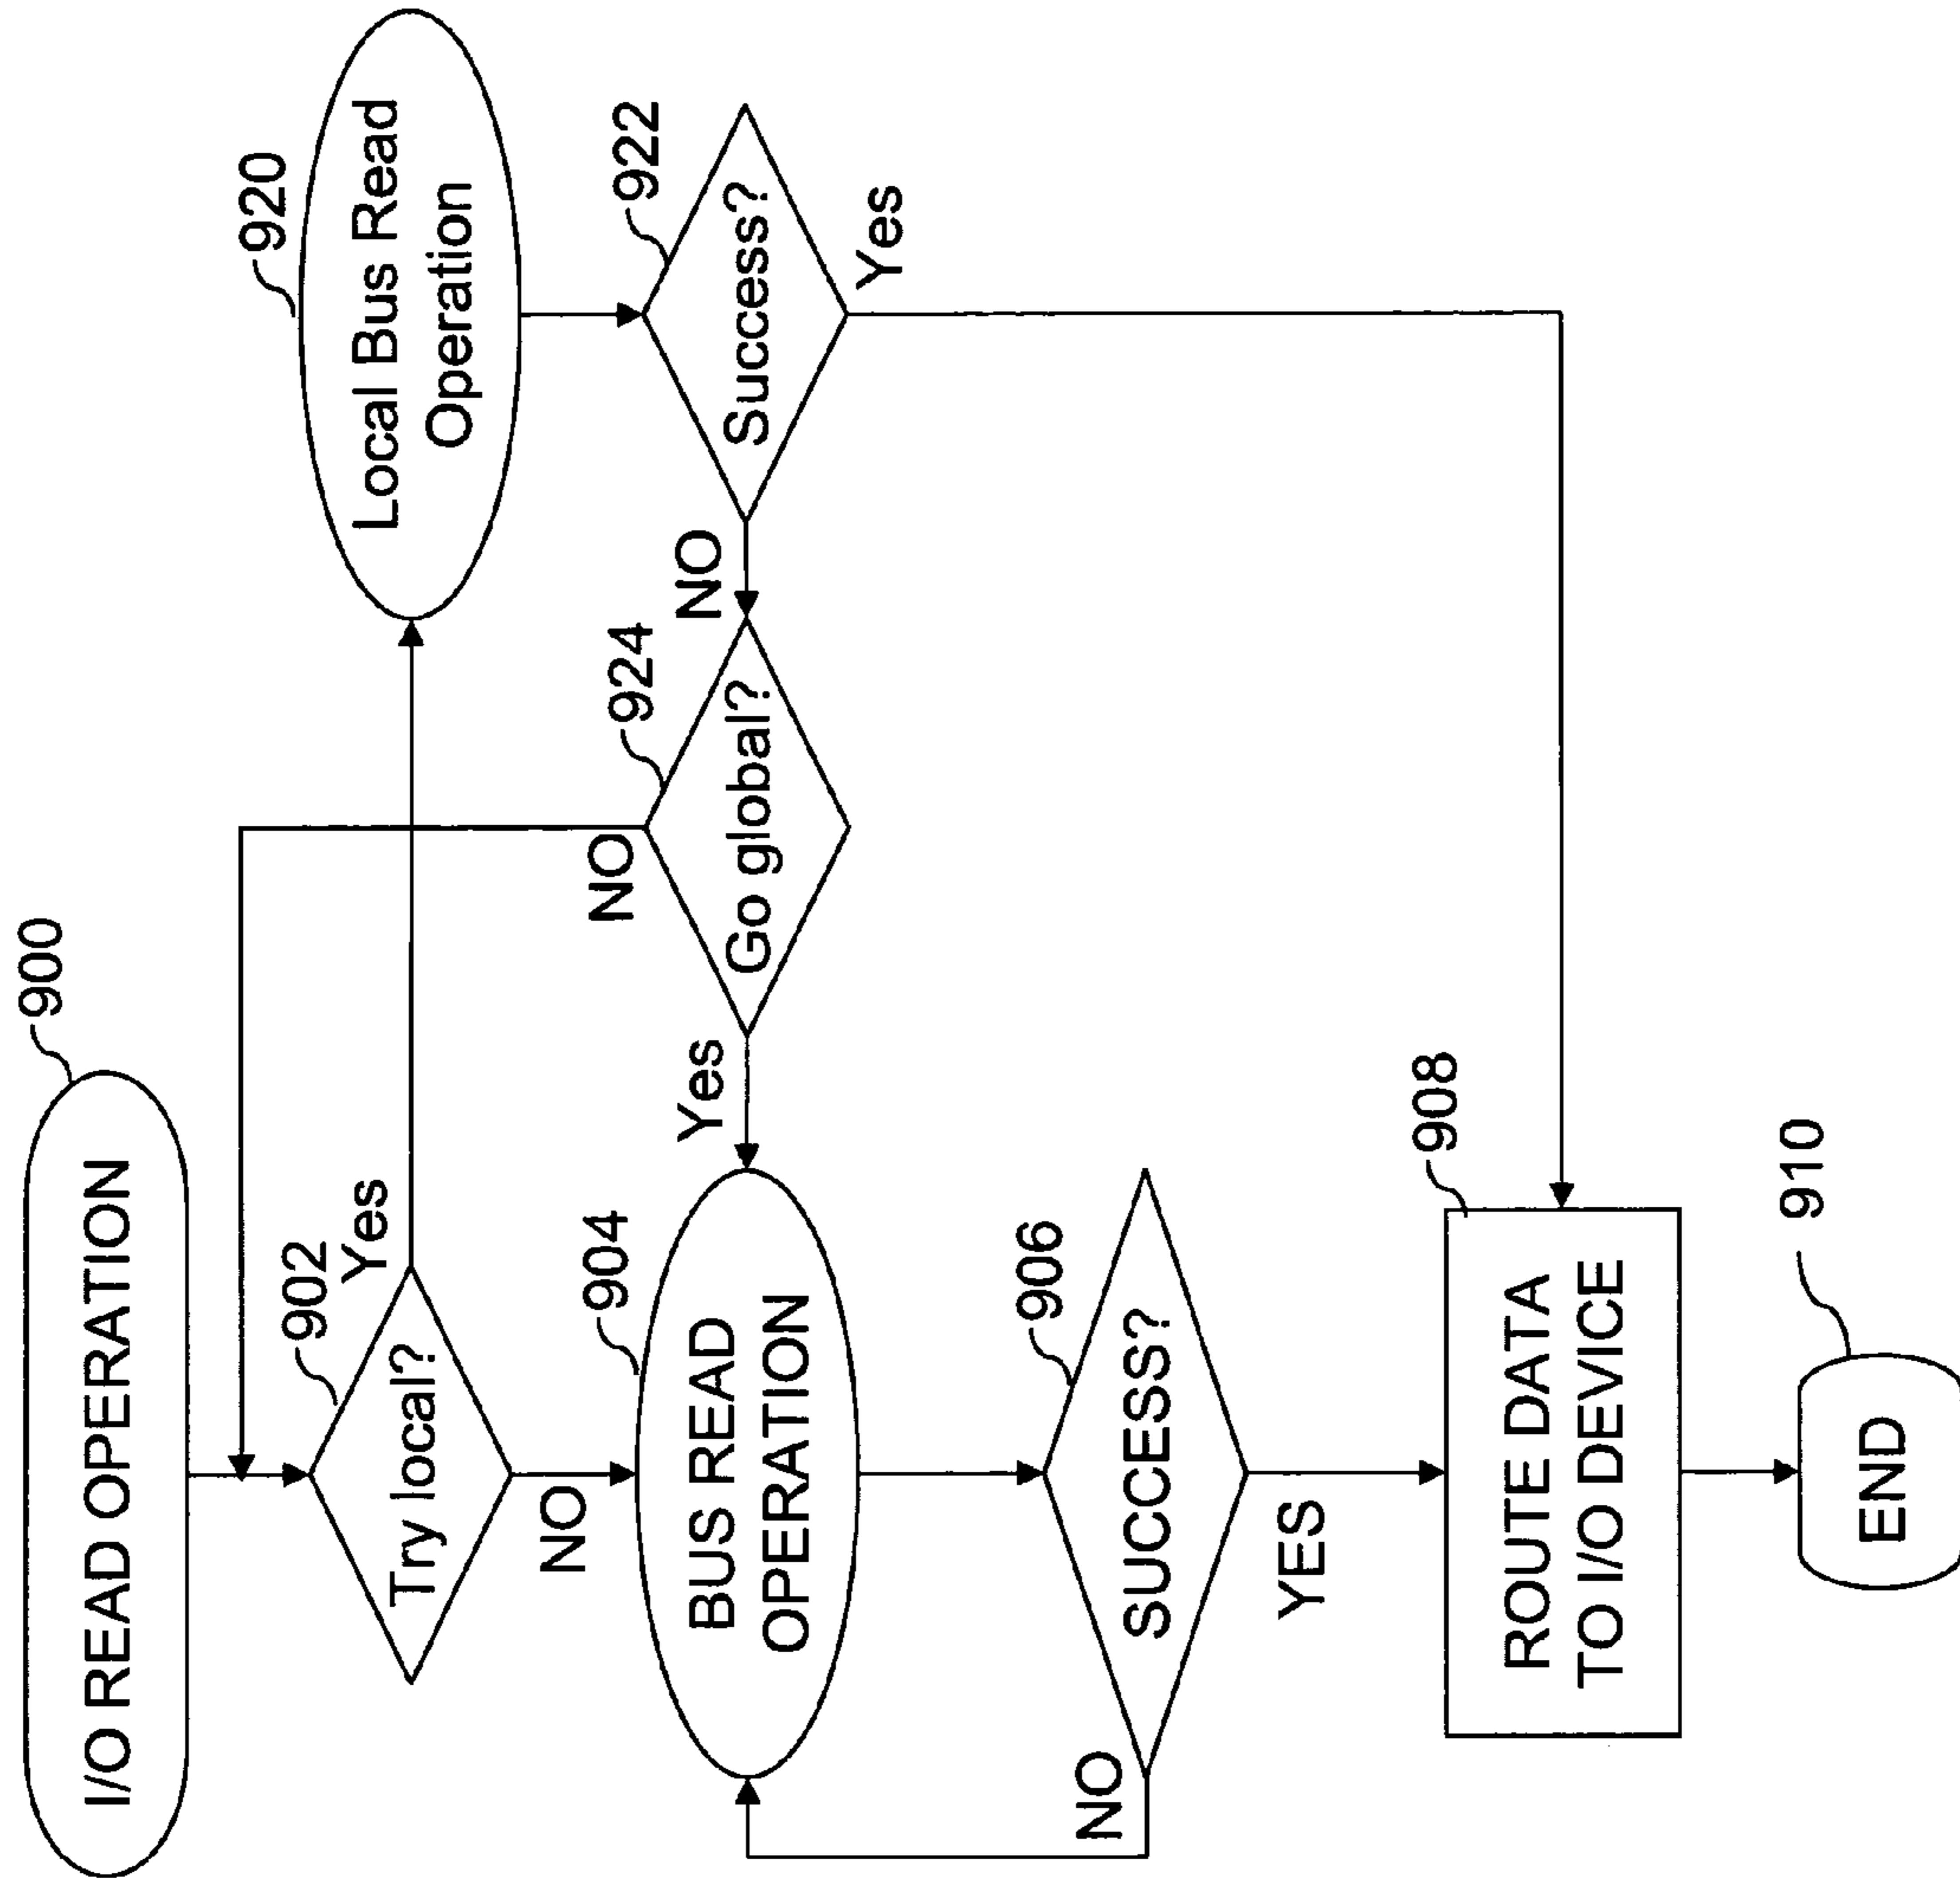 900
I/O READ OPERATION
902
Try local?
Yes
NO
920
Local Bus Read
Operation
922
Success?
NO
Yes
924
Go global?
NO
Yes
904
BUS READ
OPERATION
906
SUCCESS?
NO
YES
908
ROUTE DATA
TO I/O DEVICE
910
END